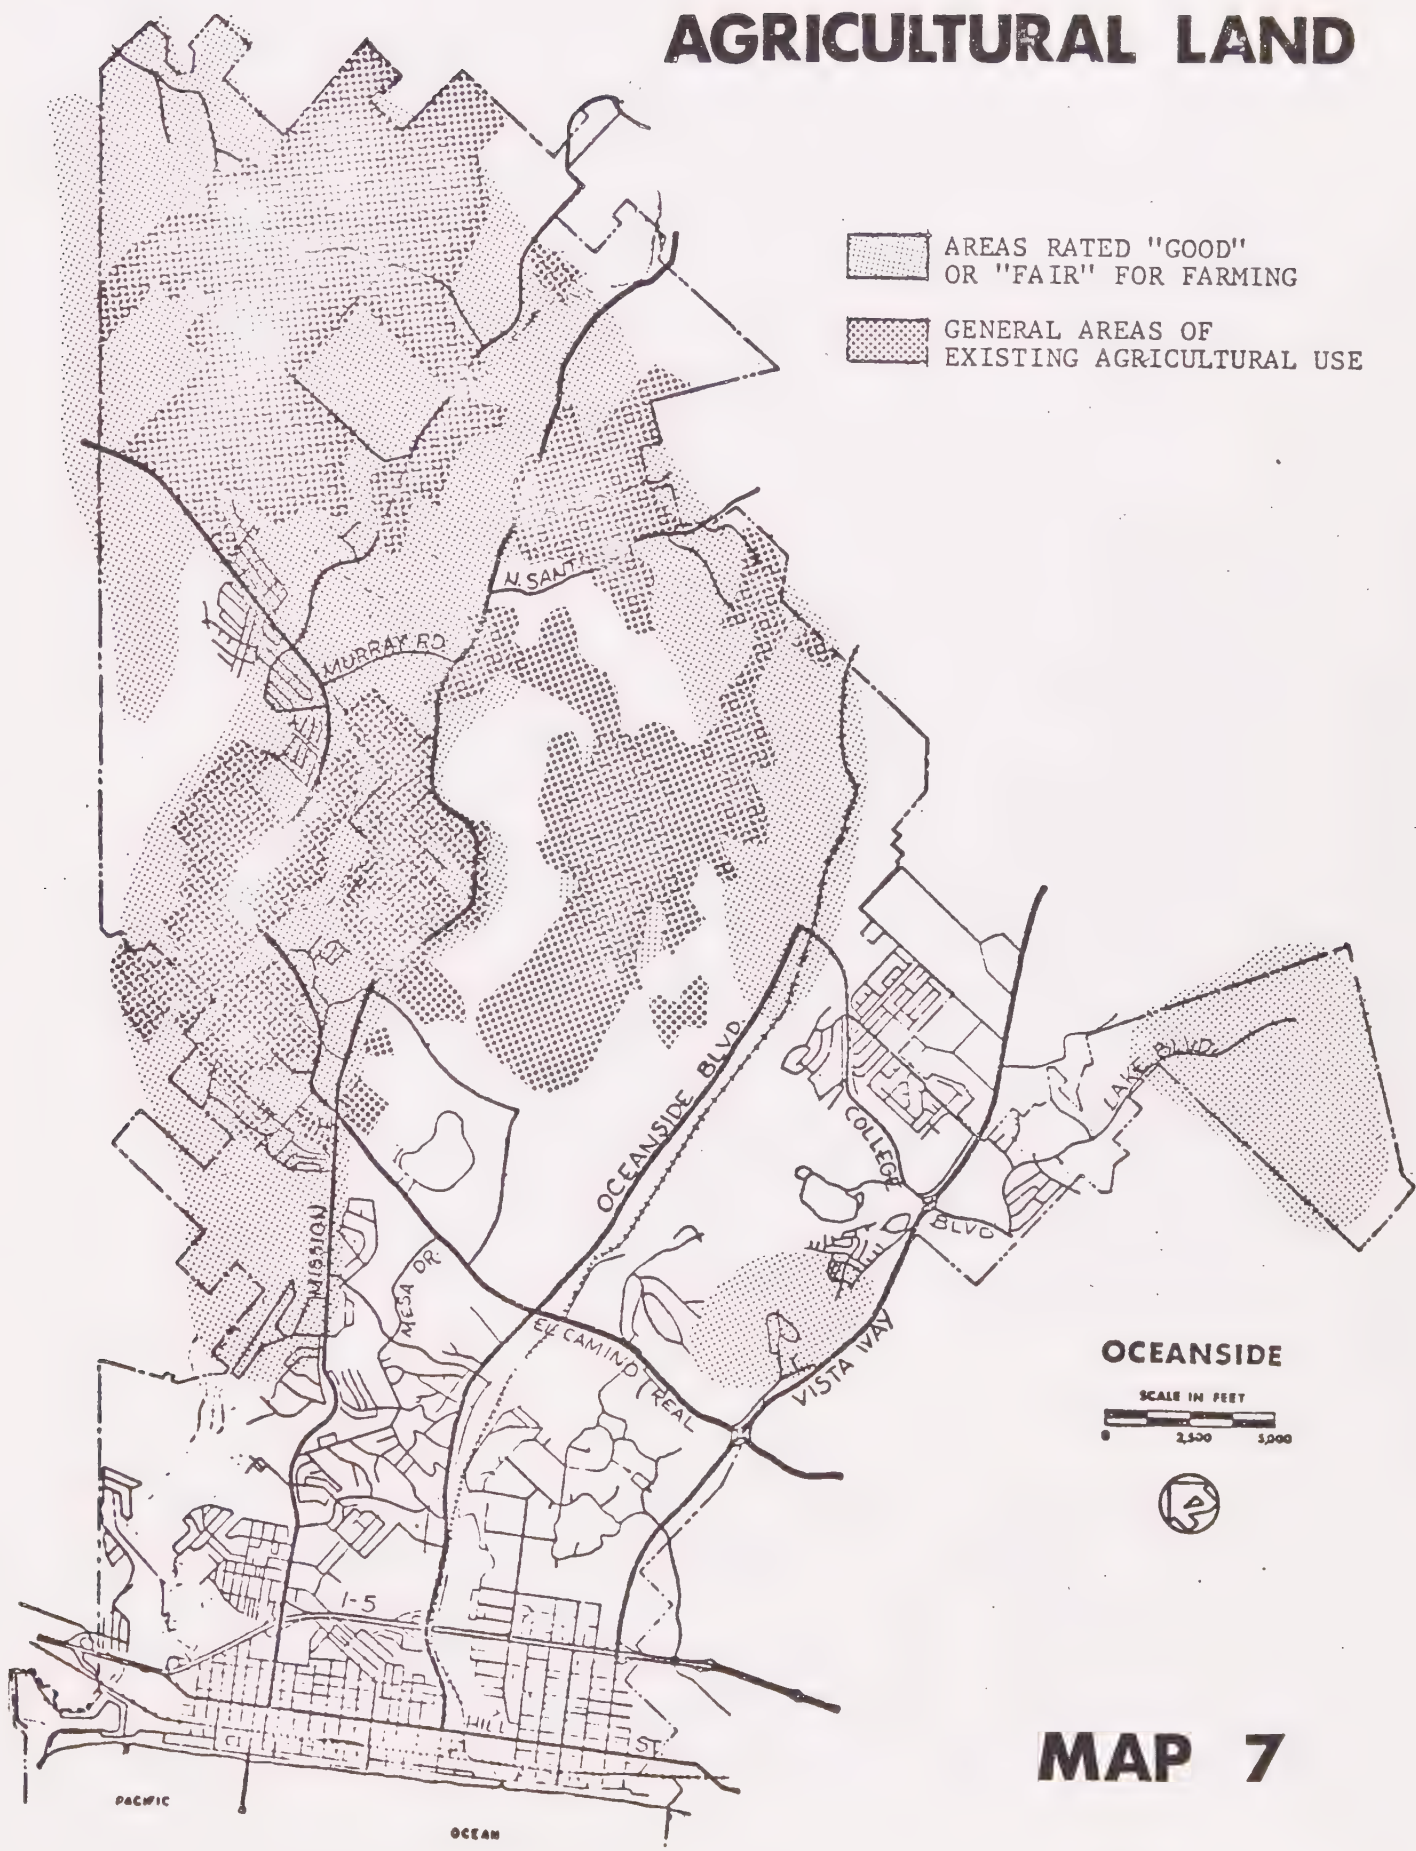 AGRICULTURAL LAND
AREAS RATED "GOOD"
OR "FAIR" FOR FARMING
GENERAL AREAS OF
EXISTING AGRICULTURAL USE
N. SANT
MURRAY RD.
OCEANSIDE BLVD.
LAKE BLVD.
COLLEGE
BLVD
MISSION
MESA DR.
EL CAMINO REAL
VISTA WAY
OCEANSIDE
SCALE IN FEET
0 2,500 5,000
I-5
HILL
ST
MAP 7
PACIFIC
OCEAN